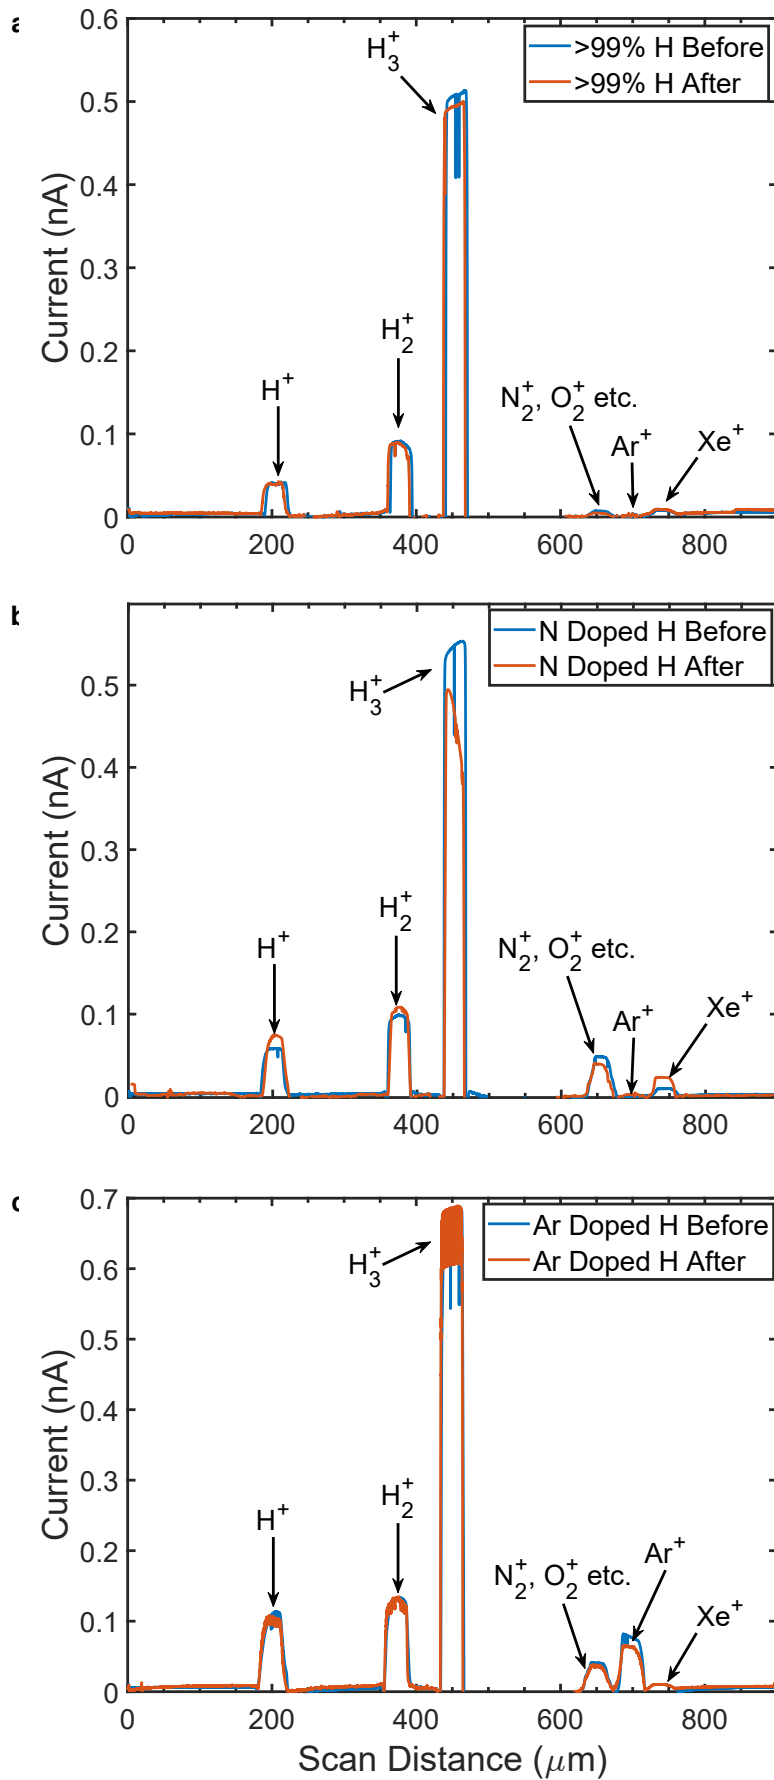 a
0.6
>99% H Before
>99% H After
H₃⁺
0.5
0.4
Current (nA)
0.3
H₂⁺
0.2
H⁺
N₂⁺, O₂⁺ etc.
Ar⁺
Xe⁺
0.1
0
0 200 400 600 800
b
N Doped H Before
N Doped H After
H₃⁺
0.5
0.4
Current (nA)
0.3
H₂⁺
0.2
H⁺
N₂⁺, O₂⁺ etc.
Ar⁺
Xe⁺
0.1
0
0 200 400 600 800
0.7
Ar Doped H Before
Ar Doped H After
H₃⁺
0.6
0.5
0.4
Current (nA)
0.3
H₂⁺
H⁺
0.2
Ar⁺
N₂⁺, O₂⁺ etc.
Xe⁺
0.1
0
0 200 400 600 800
Scan Distance (μm)